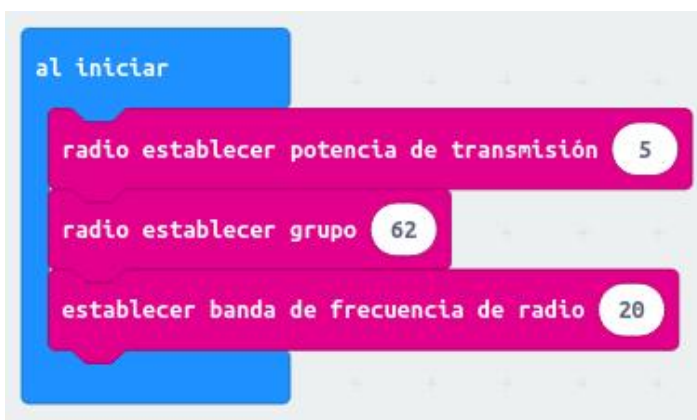 al iniciar
radio establecer potencia de transmisión 5
radio establecer grupo 62
establecer banda de frecuencia de radio 20